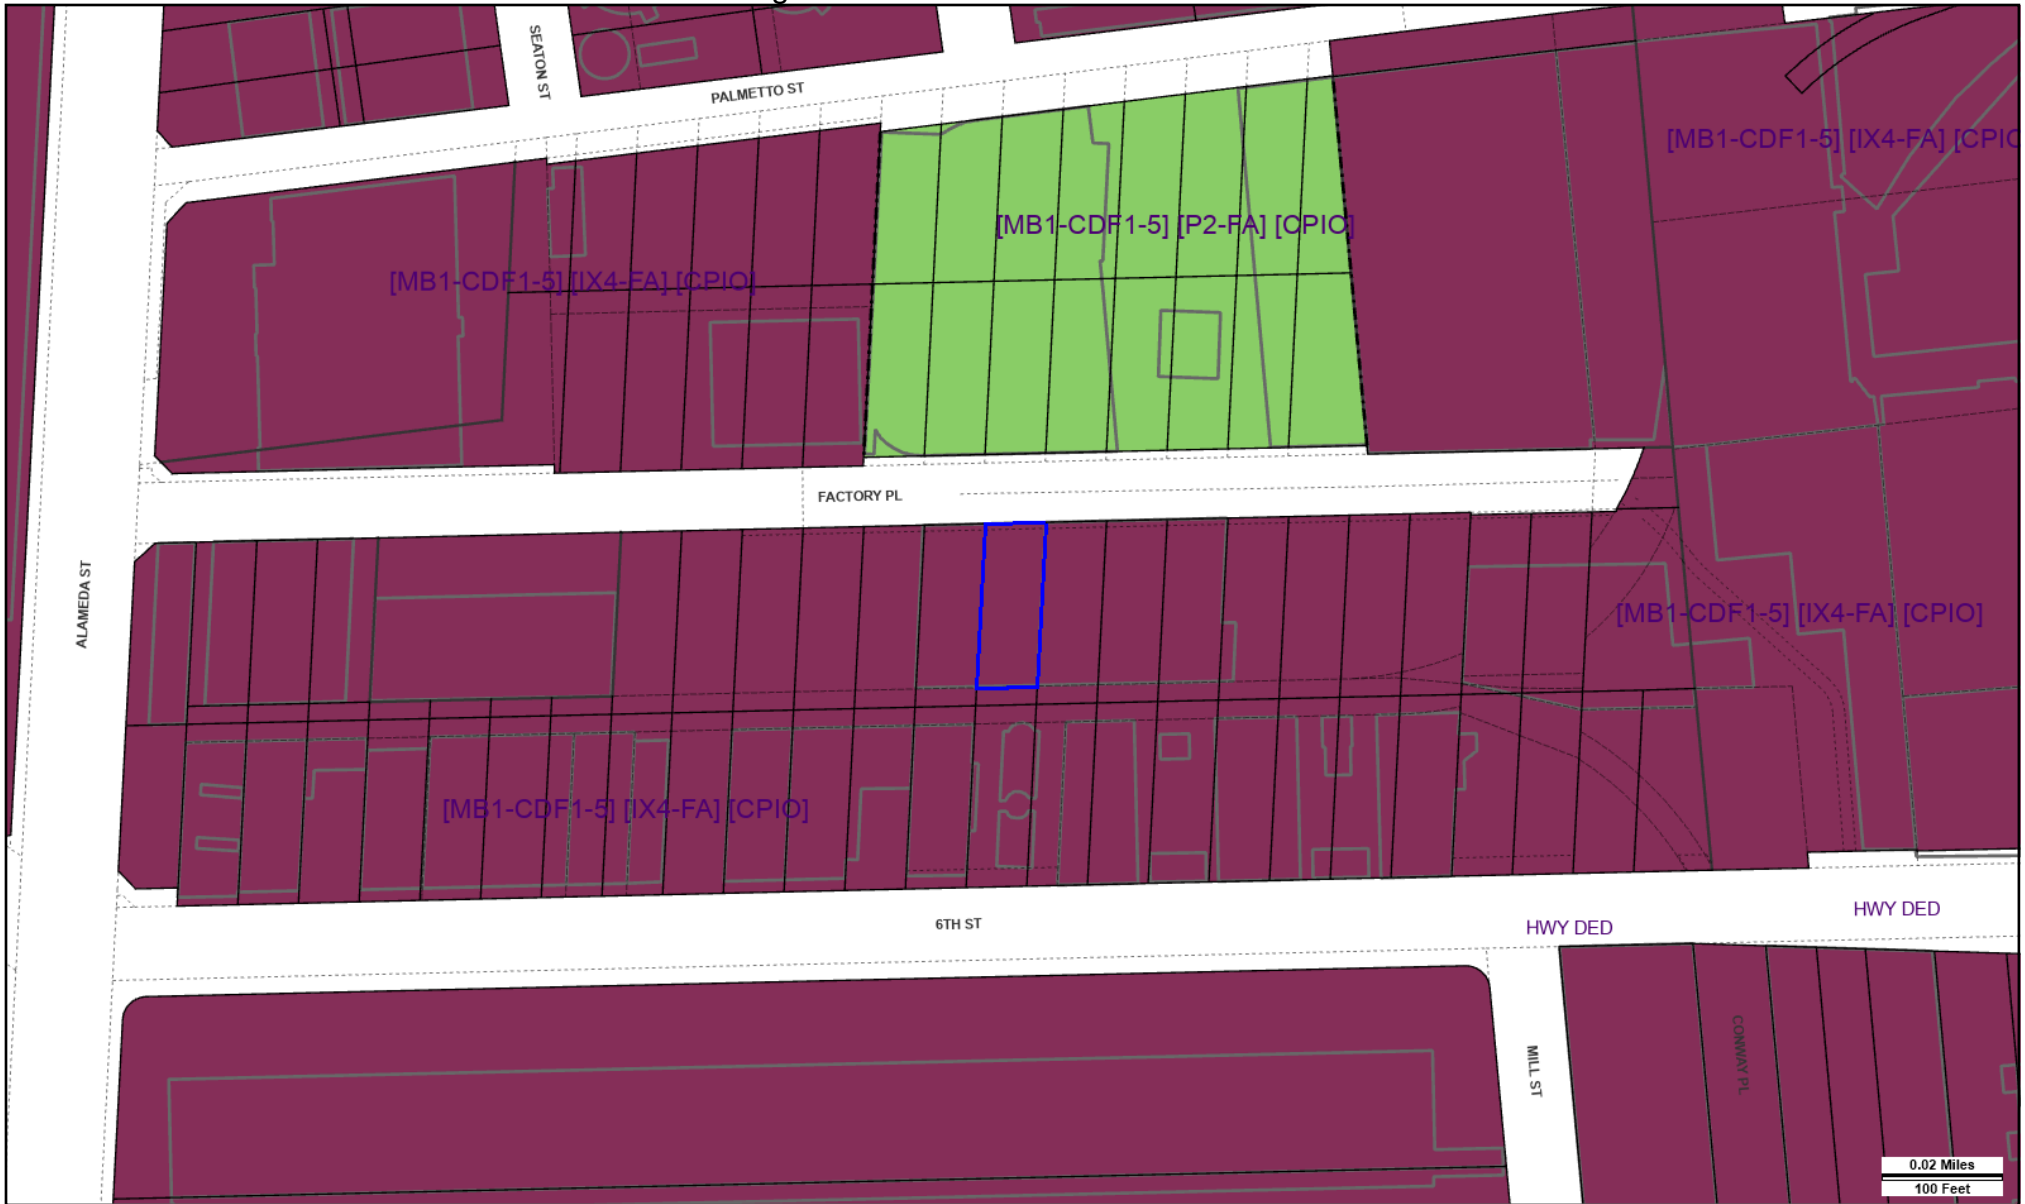 SEATON ST
PALMETTO ST
[MB1-CDF1-5] [IX4-FA] [CPIO
[MB1-CDF1-5] [P2-FA] [CPIO]
[MB1-CDF1-5] [IX4-FA] [CPIO]
FACTORY PL
ALAMEDA ST
[MB1-CDF1-5] [IX4-FA] [CPIO]
[MB1-CDF1-5] [IX4-FA] [CPIO]
6TH ST
HWY DED
HWY DED
MILL ST
CONWAY PL
0.02 Miles
100 Feet